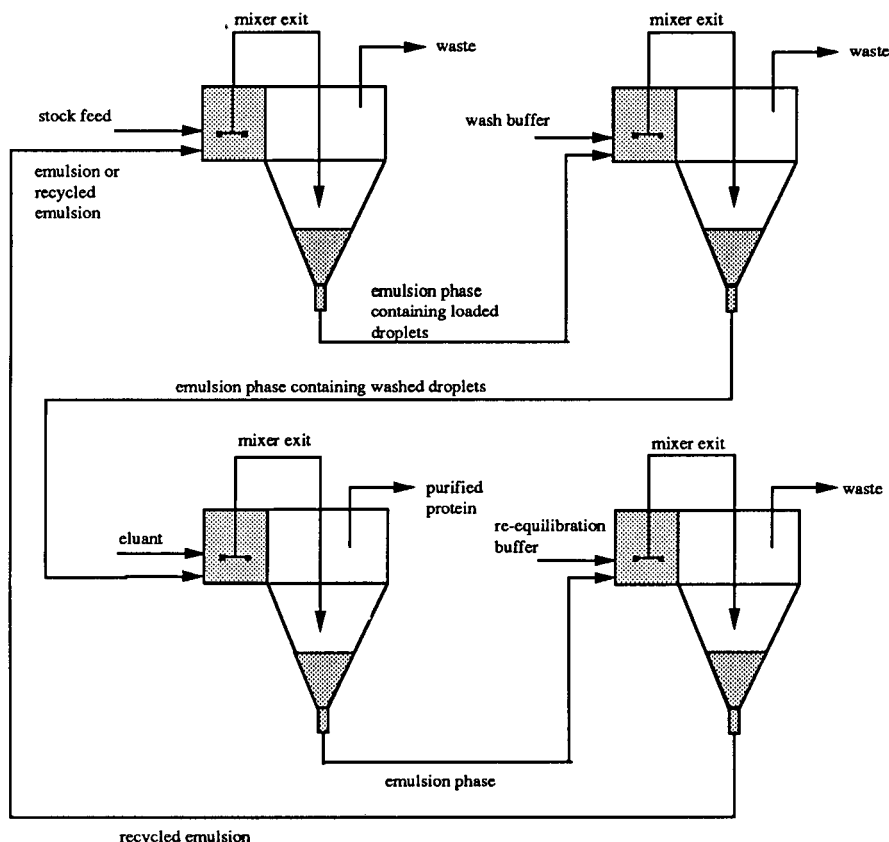 mixer exit
waste
stock feed
emulsion or
recycled
emulsion
mixer exit
waste
wash buffer
emulsion phase
containing loaded
droplets
emulsion phase containing washed droplets
mixer exit
purified
protein
eluant
mixer exit
waste
re-equilibration
buffer
emulsion phase
recycled emulsion